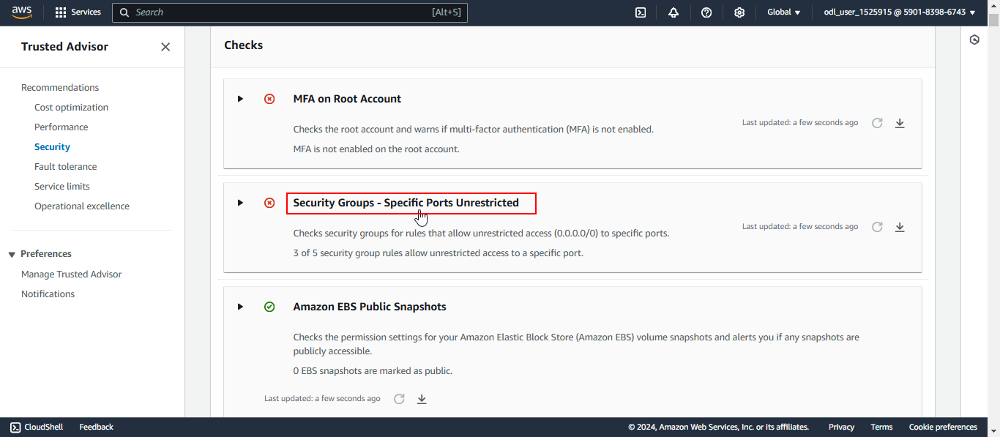 aws
Services
Search [Alt+S]
Global ▼
odl_user_1525915 @ 5901-8398-6743 ▼
Trusted Advisor
Recommendations
Cost optimization
Performance
Security
Fault tolerance
Service limits
Operational excellence
Preferences
Manage Trusted Advisor
Notifications
Checks
MFA on Root Account
Checks the root account and warns if multi-factor authentication (MFA) is not enabled.
MFA is not enabled on the root account.
Last updated: a few seconds ago
Security Groups - Specific Ports Unrestricted
Checks security groups for rules that allow unrestricted access (0.0.0.0/0) to specific ports.
3 of 5 security group rules allow unrestricted access to a specific port.
Last updated: a few seconds ago
Amazon EBS Public Snapshots
Checks the permission settings for your Amazon Elastic Block Store (Amazon EBS) volume snapshots and alerts you if any snapshots are
publicly accessible.
0 EBS snapshots are marked as public.
Last updated: a few seconds ago
CloudShell
Feedback
© 2024, Amazon Web Services, Inc. or its affiliates.
Privacy
Terms
Cookie preferences